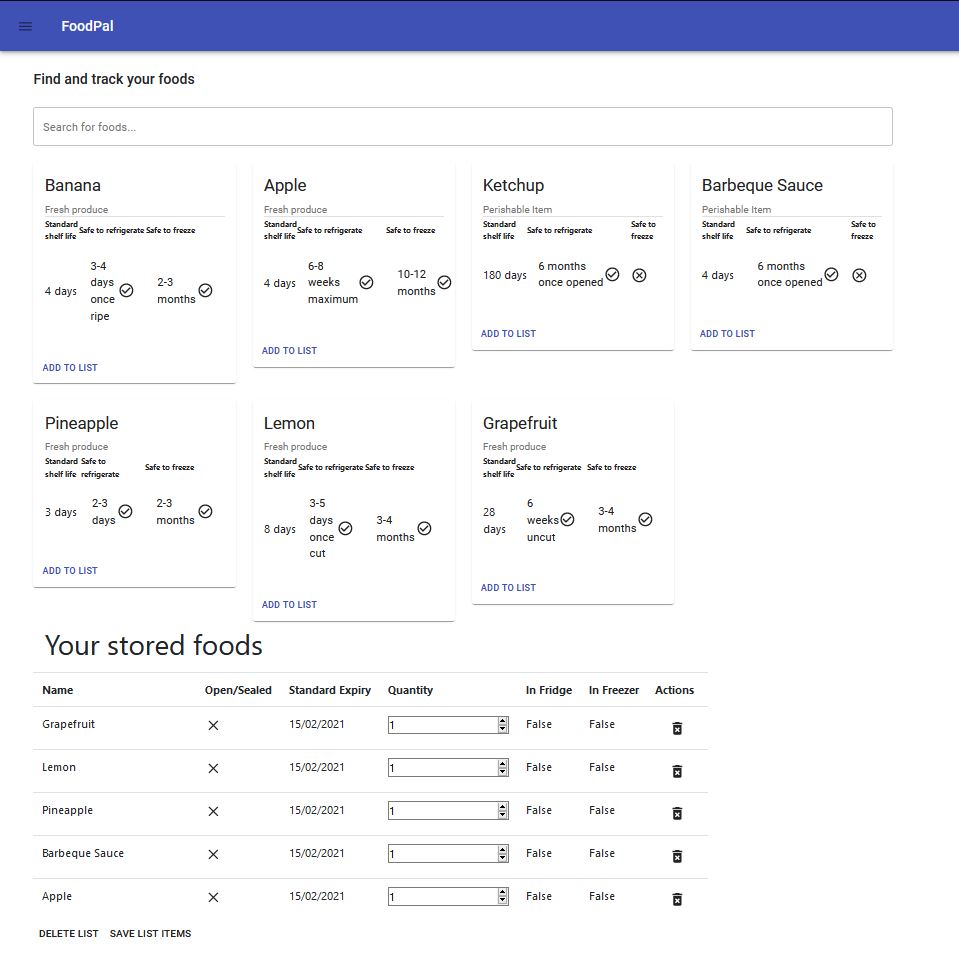 FoodPal
Find and track your foods
Search for foods...
Banana
Fresh produce
Standard shelf life Safe to refrigerate Safe to freeze
4 days 3-4 days once ripe 2-3 months
ADD TO LIST
Apple
Fresh produce
Standard shelf life Safe to refrigerate Safe to freeze
4 days 6-8 weeks maximum 10-12 months
ADD TO LIST
Ketchup
Perishable Item
Standard shelf life Safe to refrigerate Safe to freeze
180 days 6 months once opened
ADD TO LIST
Barbeque Sauce
Perishable Item
Standard shelf life Safe to refrigerate Safe to freeze
4 days 6 months once opened
ADD TO LIST
Pineapple
Fresh produce
Standard shelf life Safe to refrigerate Safe to freeze
3 days 2-3 days 2-3 months
ADD TO LIST
Lemon
Fresh produce
Standard shelf life Safe to refrigerate Safe to freeze
8 days 3-5 days once cut 3-4 months
ADD TO LIST
Grapefruit
Fresh produce
Standard shelf life Safe to refrigerate Safe to freeze
28 days 6 weeks uncut 3-4 months
ADD TO LIST
Your stored foods
Name Open/Sealed Standard Expiry Quantity In Fridge In Freezer Actions
Grapefruit 15/02/2021 1 False False
Lemon 15/02/2021 1 False False
Pineapple 15/02/2021 1 False False
Barbeque Sauce 15/02/2021 1 False False
Apple 15/02/2021 1 False False
DELETE LIST SAVE LIST ITEMS